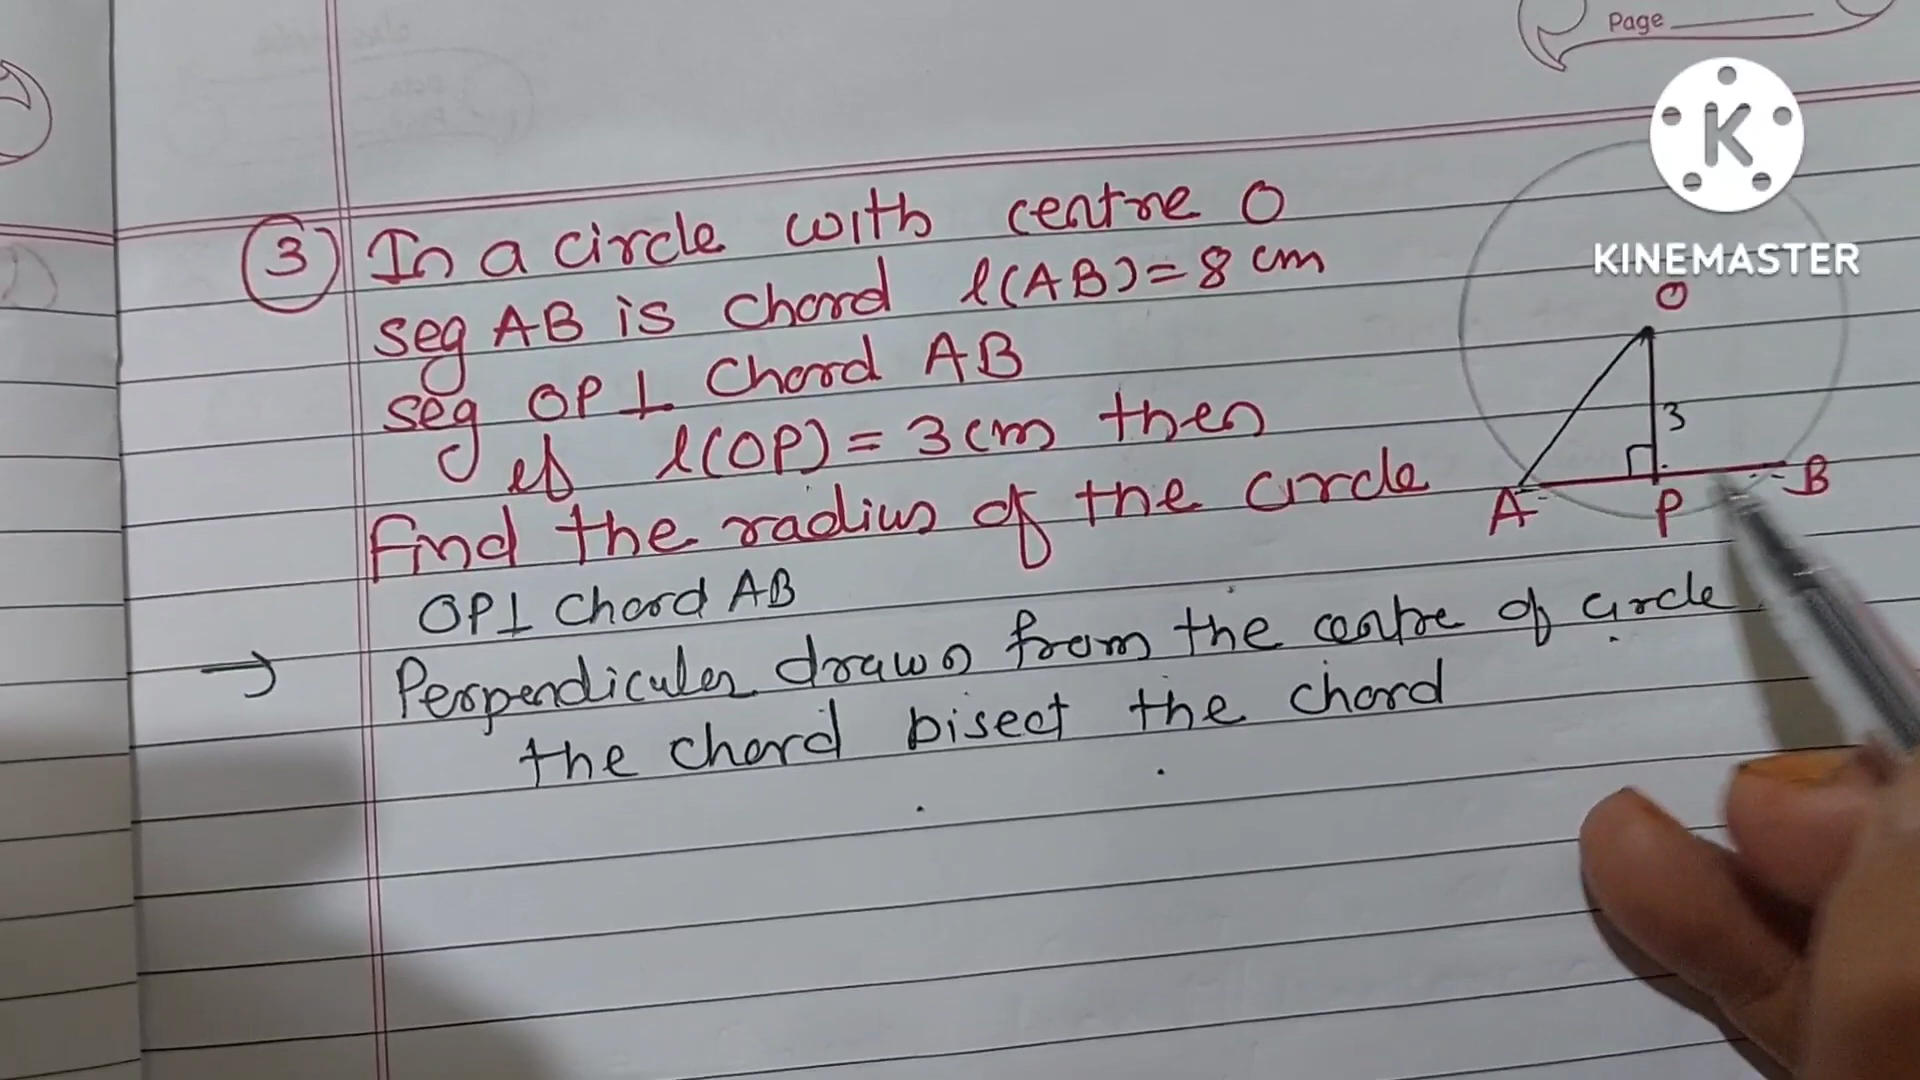 Page
K
KINEMASTER
③ In a circle with centre O
seg AB is chord l(AB)=8 cm
seg OP ⊥ Chord AB
if l(OP) = 3 cm then
find the radius of the circle
O
3
A
P
B
OP⊥ Chord AB
→ Perpendiculer drawn from the centre of circle
the chord bisect the chord